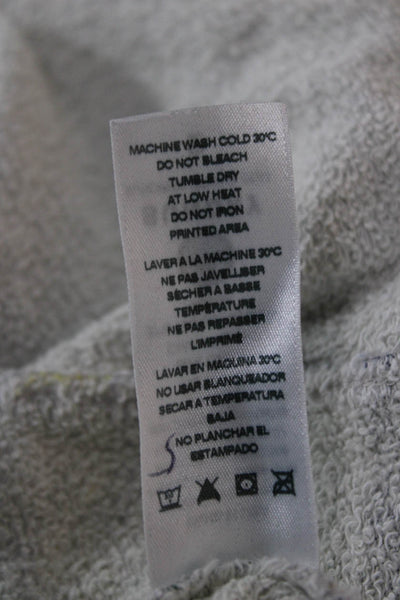 MACHINE WASH COLD 30°C
DO NOT BLEACH
TUMBLE DRY
AT LOW HEAT
DO NOT IRON
PRINTED AREA
LAVER A LA MACHINE 30°C
NE PAS JAVELLISER
SÉCHER A BASSE
TEMPÉRATURE
NE PAS REPASSER
L'IMPRIMÉ
LAVAR EN MAQUINA 30°C
NO USAR BLANQUEADOR
SECAR A TEMPERATURA
BAJA
S NO PLANCHAR EL
ESTAMPADO